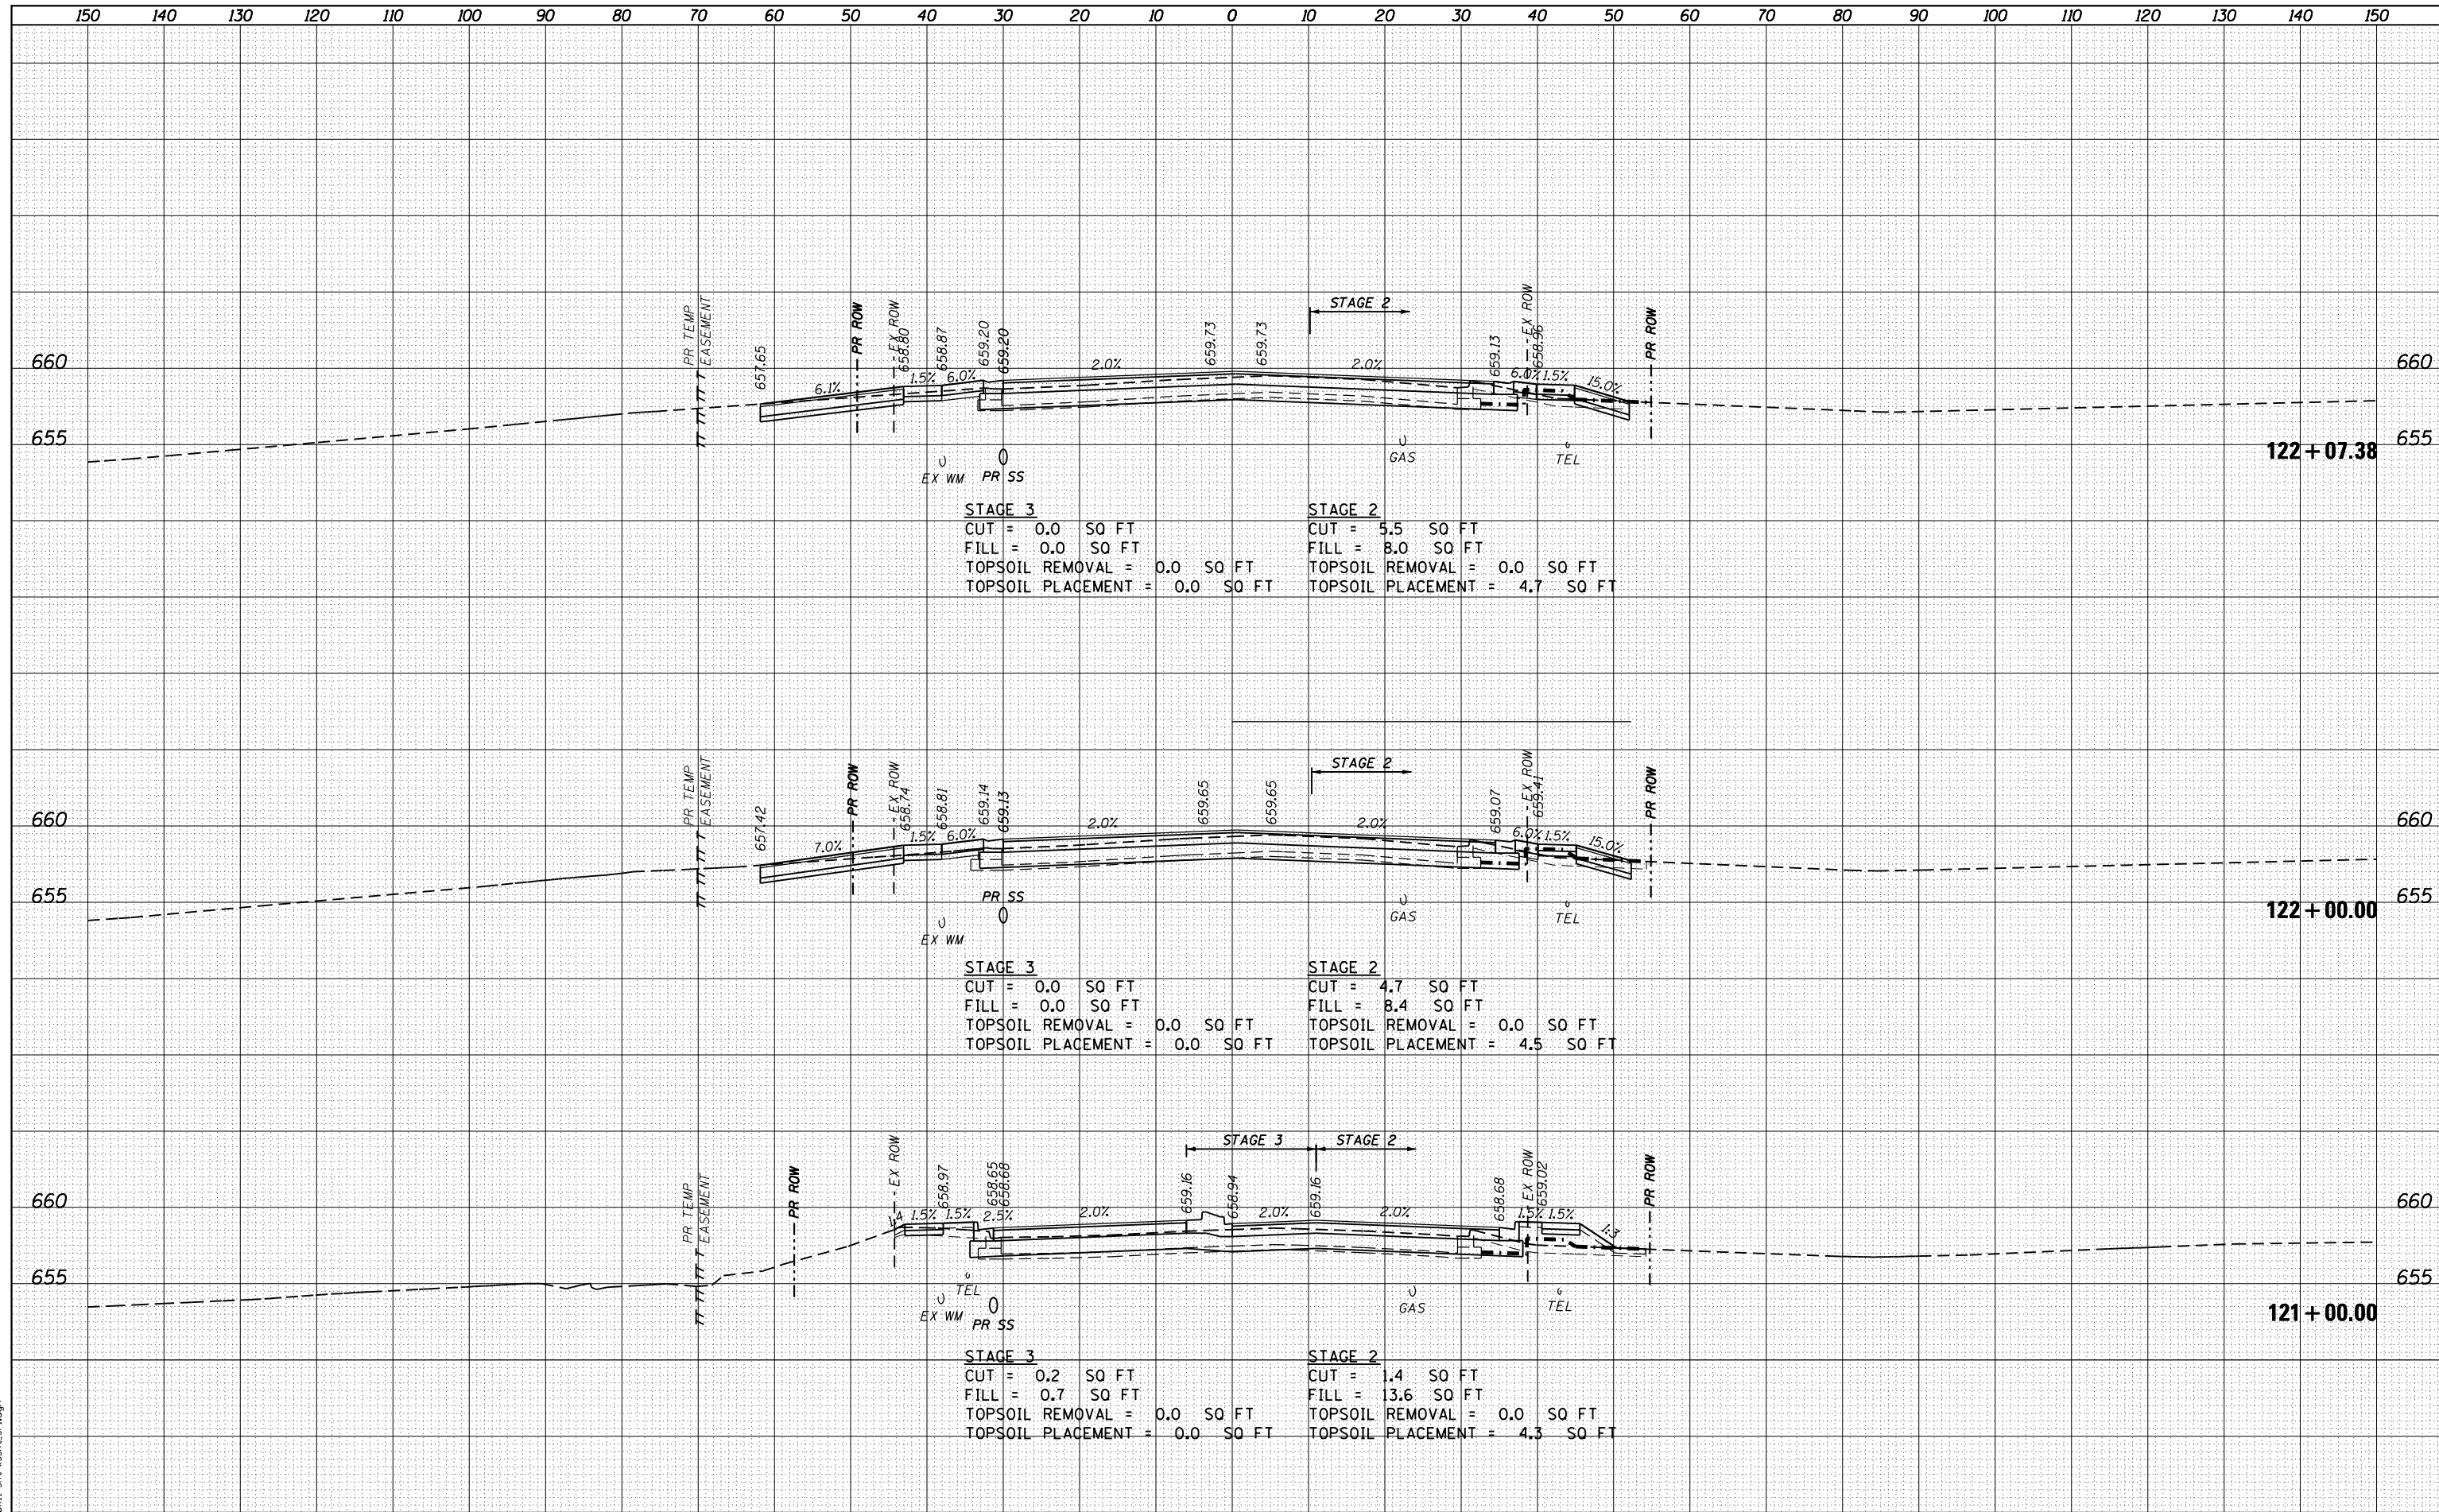 150 140 130 120 110 100 90 80 70 60 50 40 30 20 10 0 10 20 30 40 50 60 70 80 90 100 110 120 130 140 150
PR TEMP
EASEMENT
657.65
PR ROW
EX ROW
658.80
658.87
659.20
659.20
659.73
659.73
STAGE 2
659.13
EX ROW
658.96
PR ROW
660
6.1%
1.5%
6.0%
2.0%
2.0%
6.0%
1.5%
15.0%
660
655
655
122+07.38
EX WM
PR SS
GAS
TEL
STAGE 3
CUT = 0.0 SQ FT
FILL = 0.0 SQ FT
TOPSOIL REMOVAL = 0.0 SQ FT
TOPSOIL PLACEMENT = 0.0 SQ FT
STAGE 2
CUT = 5.5 SQ FT
FILL = 8.0 SQ FT
TOPSOIL REMOVAL = 0.0 SQ FT
TOPSOIL PLACEMENT = 4.7 SQ FT
PR TEMP
EASEMENT
657.42
PR ROW
EX ROW
658.74
658.81
659.14
659.13
659.65
659.65
STAGE 2
659.07
EX ROW
659.41
PR ROW
660
7.0%
1.5%
6.0%
2.0%
2.0%
6.0%
1.5%
15.0%
660
655
655
122+00.00
PR SS
EX WM
GAS
TEL
STAGE 3
CUT = 0.0 SQ FT
FILL = 0.0 SQ FT
TOPSOIL REMOVAL = 0.0 SQ FT
TOPSOIL PLACEMENT = 0.0 SQ FT
STAGE 2
CUT = 4.7 SQ FT
FILL = 8.4 SQ FT
TOPSOIL REMOVAL = 0.0 SQ FT
TOPSOIL PLACEMENT = 4.5 SQ FT
PR TEMP
EASEMENT
PR ROW
EX ROW
658.97
658.65
658.68
STAGE 3
STAGE 2
659.16
658.94
659.16
658.68
EX ROW
659.02
PR ROW
660
1:4
1.5%
1.5%
2.5%
2.0%
2.0%
2.0%
1.5%
1.5%
1:3
660
655
655
121+00.00
TEL
EX WM
PR SS
GAS
TEL
STAGE 3
CUT = 0.2 SQ FT
FILL = 0.7 SQ FT
TOPSOIL REMOVAL = 0.0 SQ FT
TOPSOIL PLACEMENT = 0.0 SQ FT
STAGE 2
CUT = 1.4 SQ FT
FILL = 13.6 SQ FT
TOPSOIL REMOVAL = 0.0 SQ FT
TOPSOIL PLACEMENT = 4.3 SQ FT